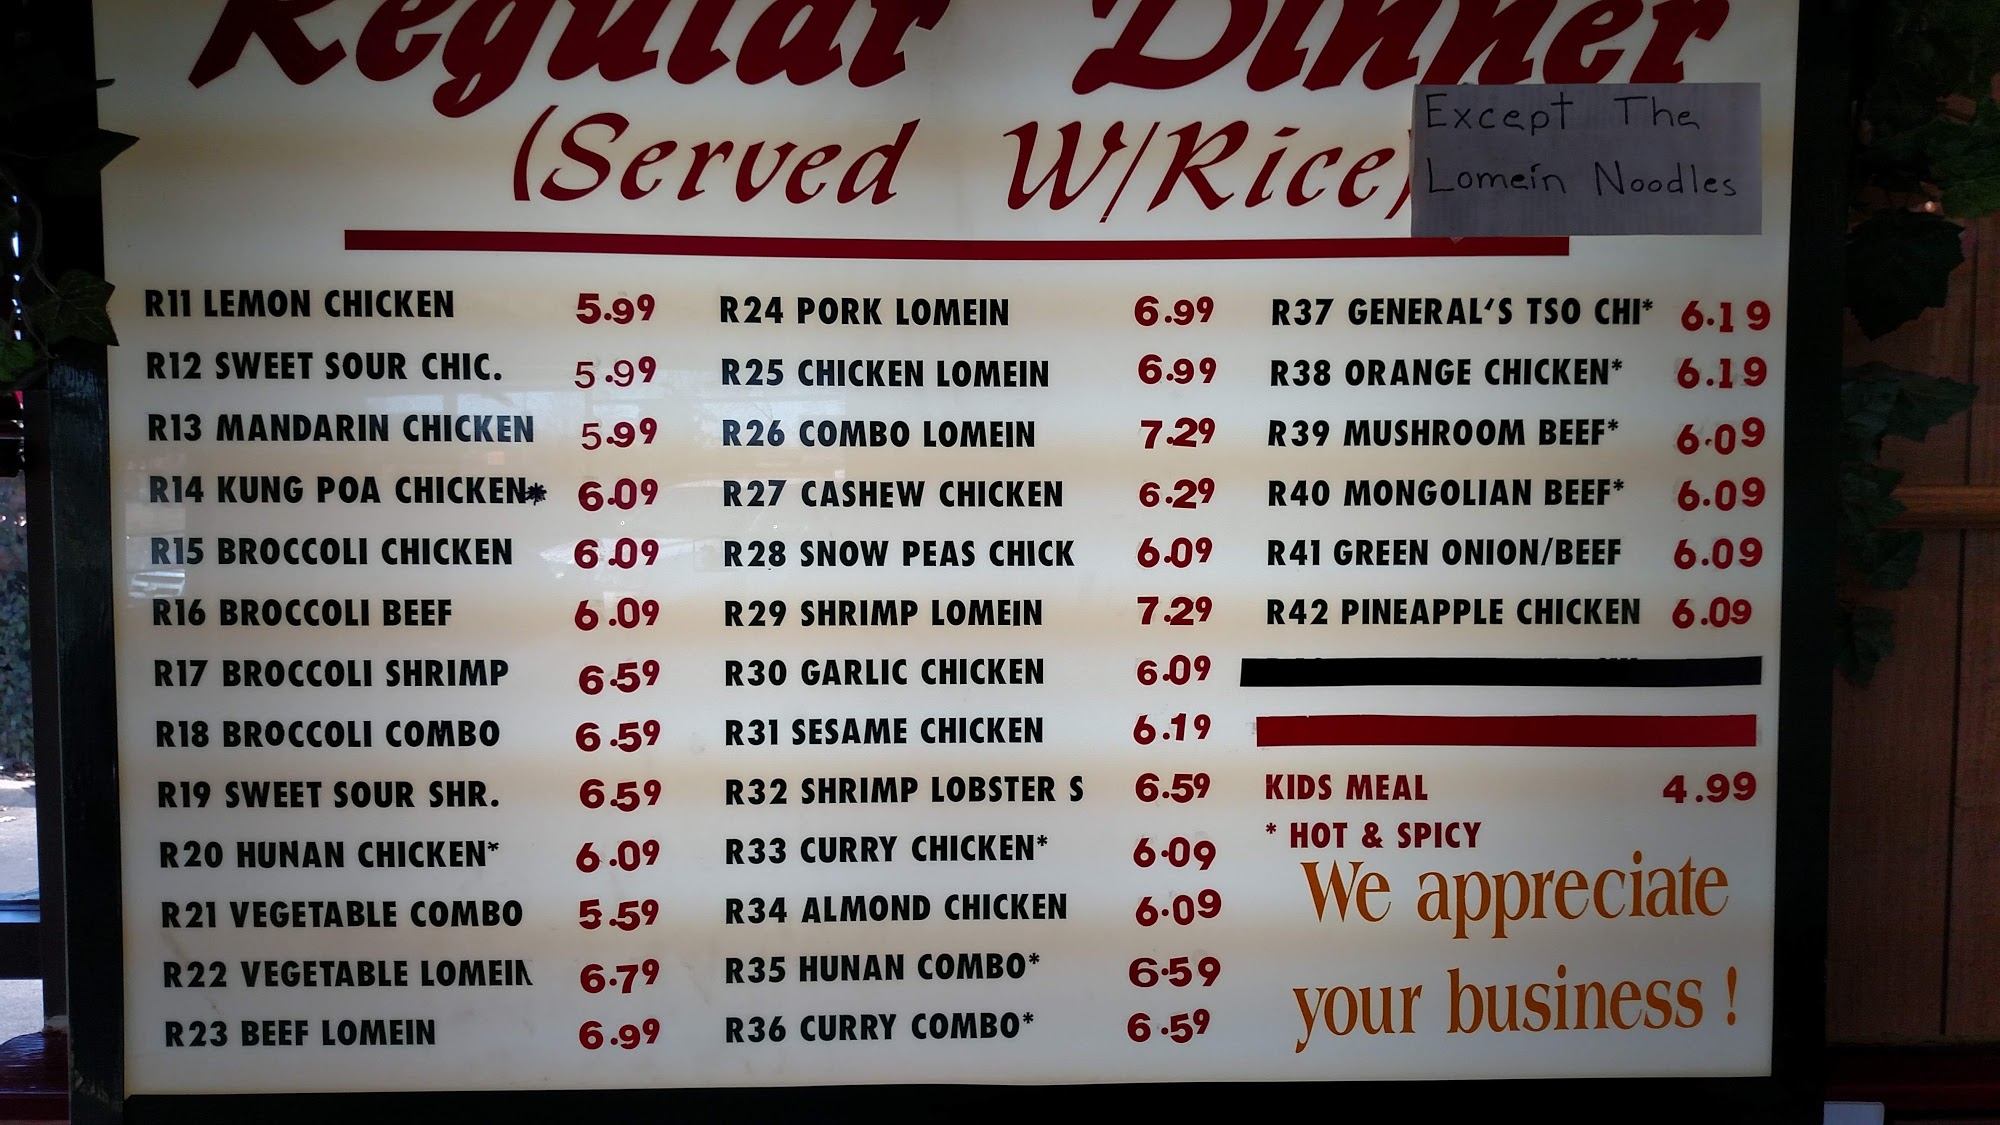 Regular Dinner
(Served W/Rice)
Except The
Lomein Noodles
R11 LEMON CHICKEN 5.99
R12 SWEET SOUR CHIC. 5.99
R13 MANDARIN CHICKEN 5.99
R14 KUNG POA CHICKEN* 6.09
R15 BROCCOLI CHICKEN 6.09
R16 BROCCOLI BEEF 6.09
R17 BROCCOLI SHRIMP 6.59
R18 BROCCOLI COMBO 6.59
R19 SWEET SOUR SHR. 6.59
R20 HUNAN CHICKEN* 6.09
R21 VEGETABLE COMBO 5.59
R22 VEGETABLE LOMEIN 6.79
R23 BEEF LOMEIN 6.99
R24 PORK LOMEIN 6.99
R25 CHICKEN LOMEIN 6.99
R26 COMBO LOMEIN 7.29
R27 CASHEW CHICKEN 6.29
R28 SNOW PEAS CHICK 6.09
R29 SHRIMP LOMEIN 7.29
R30 GARLIC CHICKEN 6.09
R31 SESAME CHICKEN 6.19
R32 SHRIMP LOBSTER S 6.59
R33 CURRY CHICKEN* 6.09
R34 ALMOND CHICKEN 6.09
R35 HUNAN COMBO* 6.59
R36 CURRY COMBO* 6.59
R37 GENERAL'S TSO CHI* 6.19
R38 ORANGE CHICKEN* 6.19
R39 MUSHROOM BEEF* 6.09
R40 MONGOLIAN BEEF* 6.09
R41 GREEN ONION/BEEF 6.09
R42 PINEAPPLE CHICKEN 6.09
KIDS MEAL 4.99
* HOT & SPICY
We appreciate
your business!